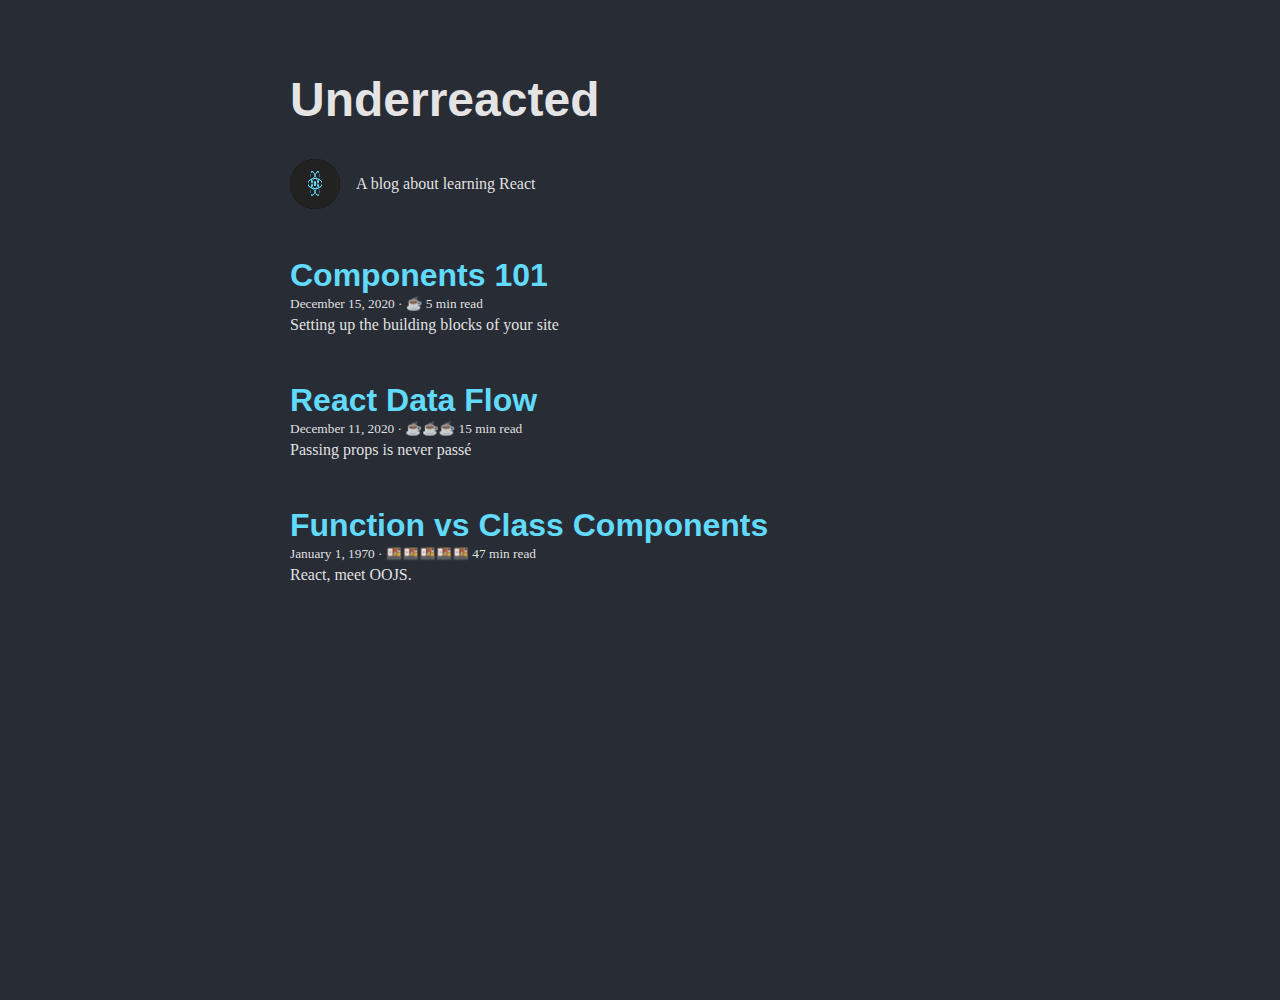 Underreacted
A blog about learning React
Components 101
December 15, 2020 · ☕️ 5 min read
Setting up the building blocks of your site
React Data Flow
December 11, 2020 · ☕️☕️☕️ 15 min read
Passing props is never passé
Function vs Class Components
January 1, 1970 · 🍱🍱🍱🍱🍱 47 min read
React, meet OOJS.